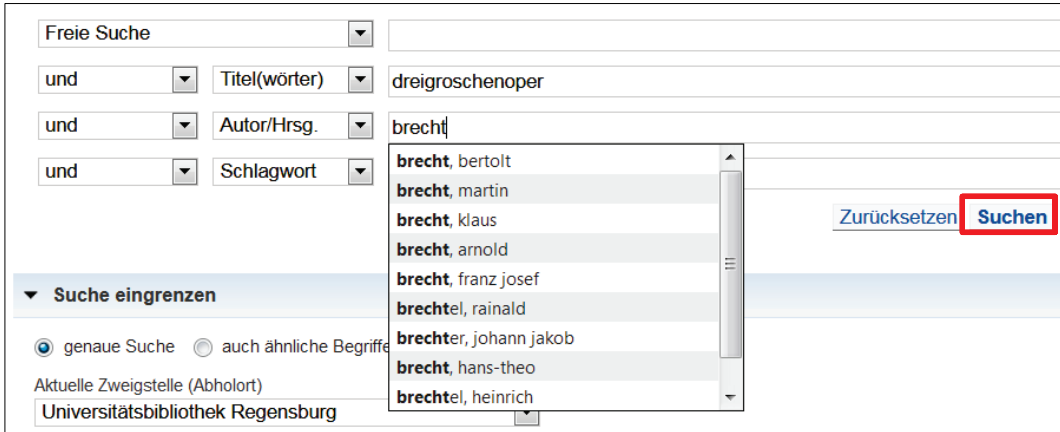 Freie Suche
und Titel(wörter) dreigroschenoper
und Autor/Hrsg. brecht
und Schlagwort
brecht, bertolt
brecht, martin
brecht, klaus
brecht, arnold
brecht, franz josef
brechtel, rainald
brechter, johann jakob
brecht, hans-theo
brechtel, heinrich
Zurücksetzen Suchen
Suche eingrenzen
genaue Suche auch ähnliche Begriffe
Aktuelle Zweigstelle (Abholort)
Universitätsbibliothek Regensburg